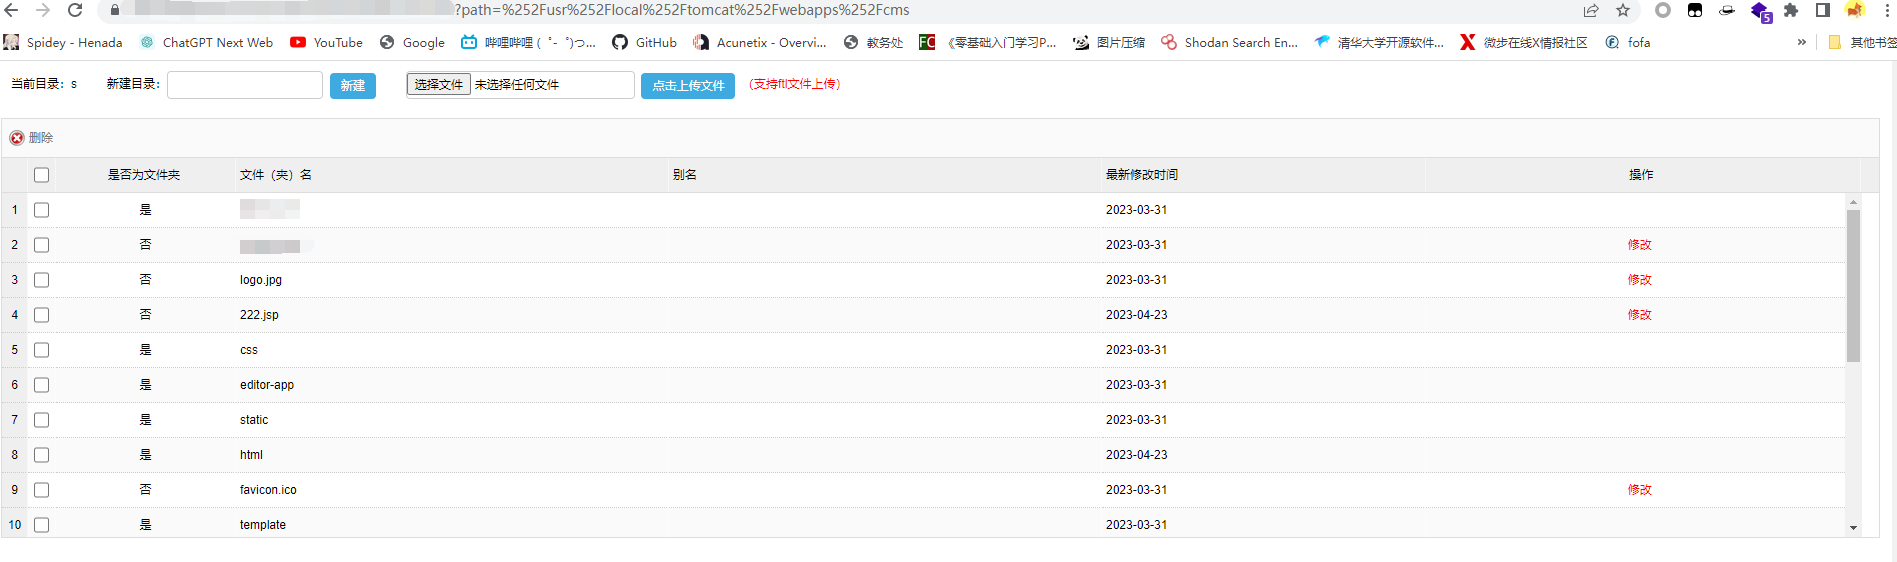 ?path=%252Fusr%252Flocal%252Ftomcat%252Fwebapps%252Fcms
Spidey - Henada ChatGPT Next Web YouTube Google 哔哩哔哩 ( ゜- ゜)つ... GitHub Acunetix - Overvi... 教务处 《零基础入门学习P... 图片压缩 Shodan Search En... 清华大学开源软件... 微步在线X情报社区 fofa » 其他书签
5
当前目录：s 新建目录： 新建 选择文件 未选择任何文件 点击上传文件 （支持ftl文件上传）
删除
是否为文件夹 文件（夹）名 别名 最新修改时间 操作
1 是 2023-03-31
2 否 2023-03-31 修改
3 否 logo.jpg 2023-03-31 修改
4 否 222.jsp 2023-04-23 修改
5 是 css 2023-03-31
6 是 editor-app 2023-03-31
7 是 static 2023-03-31
8 是 html 2023-04-23
9 否 favicon.ico 2023-03-31 修改
10 是 template 2023-03-31